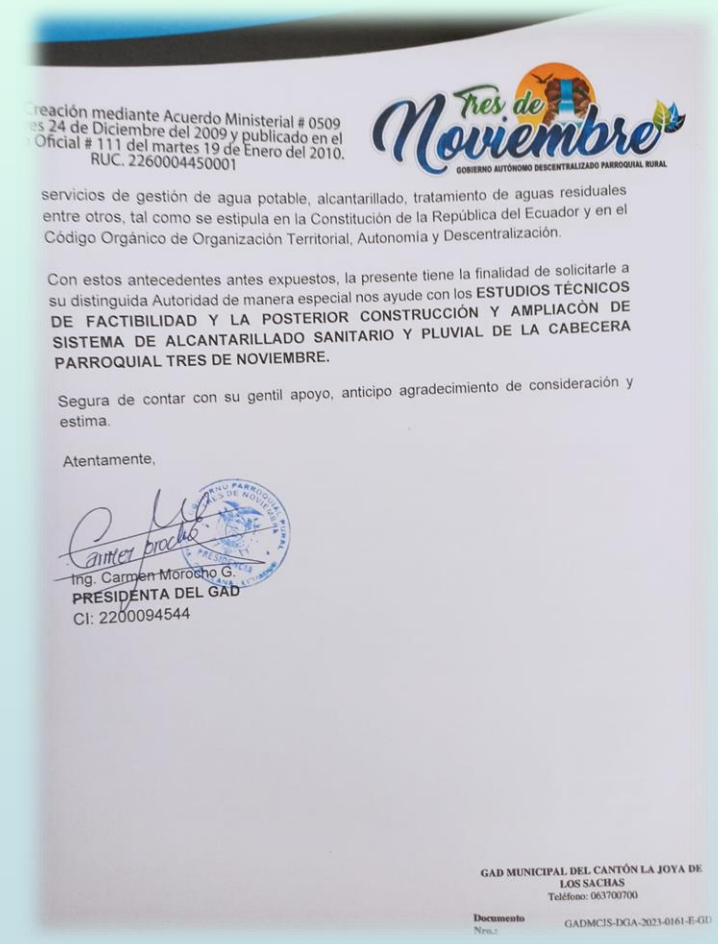 Creación mediante Acuerdo Ministerial # 0509
es 24 de Diciembre del 2009 y publicado en el
Oficial # 111 del martes 19 de Enero del 2010.
RUC. 2260004450001
Tres de
Noviembre
GOBIERNO AUTÓNOMO DESCENTRALIZADO PARROQUIAL RURAL
servicios de gestión de agua potable, alcantarillado, tratamiento de aguas residuales
entre otros, tal como se estipula en la Constitución de la República del Ecuador y en el
Código Orgánico de Organización Territorial, Autonomía y Descentralización.
Con estos antecedentes antes expuestos, la presente tiene la finalidad de solicitarle a
su distinguida Autoridad de manera especial nos ayude con los ESTUDIOS TÉCNICOS
DE FACTIBILIDAD Y LA POSTERIOR CONSTRUCCIÓN Y AMPLIACÒN DE
SISTEMA DE ALCANTARILLADO SANITARIO Y PLUVIAL DE LA CABECERA
PARROQUIAL TRES DE NOVIEMBRE.
Segura de contar con su gentil apoyo, anticipo agradecimiento de consideración y
estima.
Atentamente,
Ing. Carmen Morocho G.
PRESIDENTA DEL GAD
CI: 2200094544
GAD MUNICIPAL DEL CANTÓN LA JOYA DE
LOS SACHAS
Teléfono: 063700700
Documento
Nro.:
GADMCJS-DGA-2023-0161-E-GD